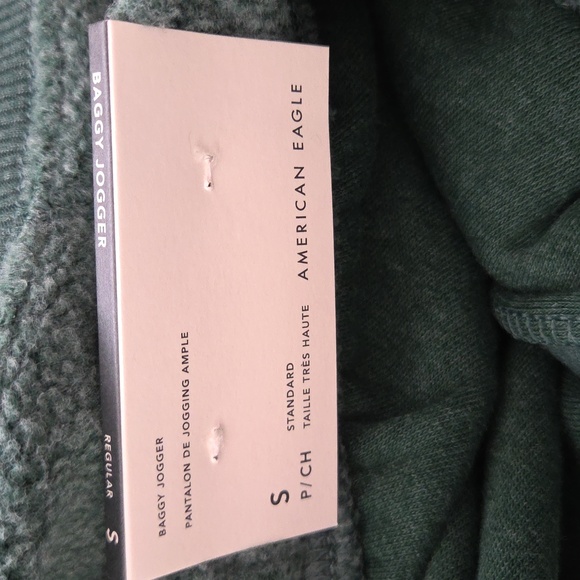 AMERICAN EAGLE
S STANDARD
P/CH TAILLE TRÈS HAUTE
BAGGY JOGGER
PANTALON DE JOGGING AMPLE
BAGGY JOGGER
REGULAR S